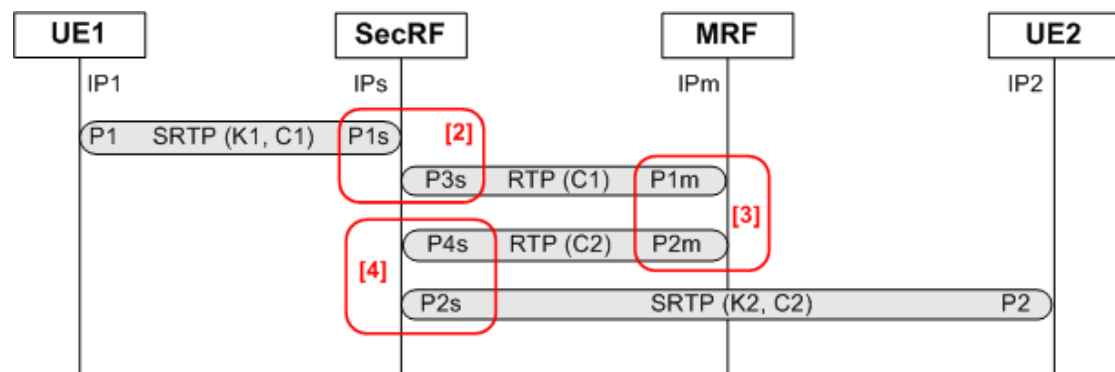 UE1 SecRF MRF UE2
IP1 IPs IPm IP2
P1 SRTP (K1, C1) P1s [2]
P3s RTP (C1) P1m
[3]
P4s RTP (C2) P2m
[4]
P2s SRTP (K2, C2) P2